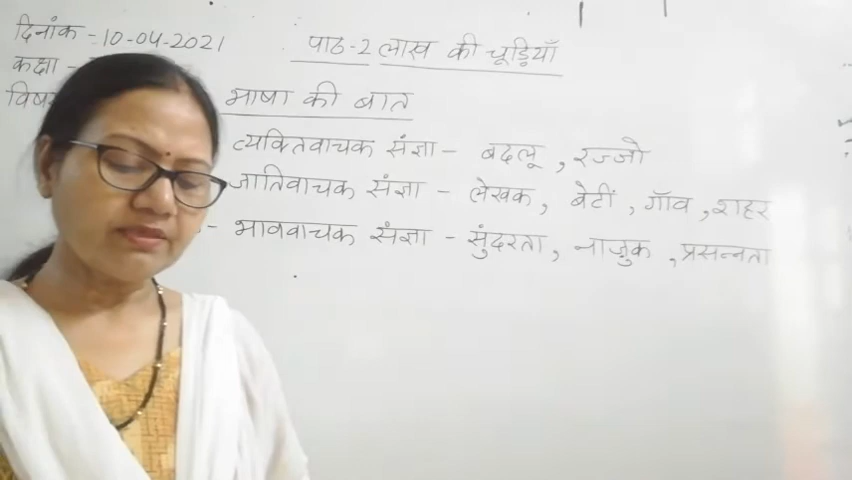 दिनांक - 10-04-2021
पाठ-2 लाख की चूड़ियाँ
कक्षा -
भाषा की बात
व्यक्तिवाचक संज्ञा - बदलू, रज्जो
जातिवाचक संज्ञा - लेखक, बेटी, गाँव, शहर
- भाववाचक संज्ञा - सुंदरता, नाज़ुक, प्रसन्नता